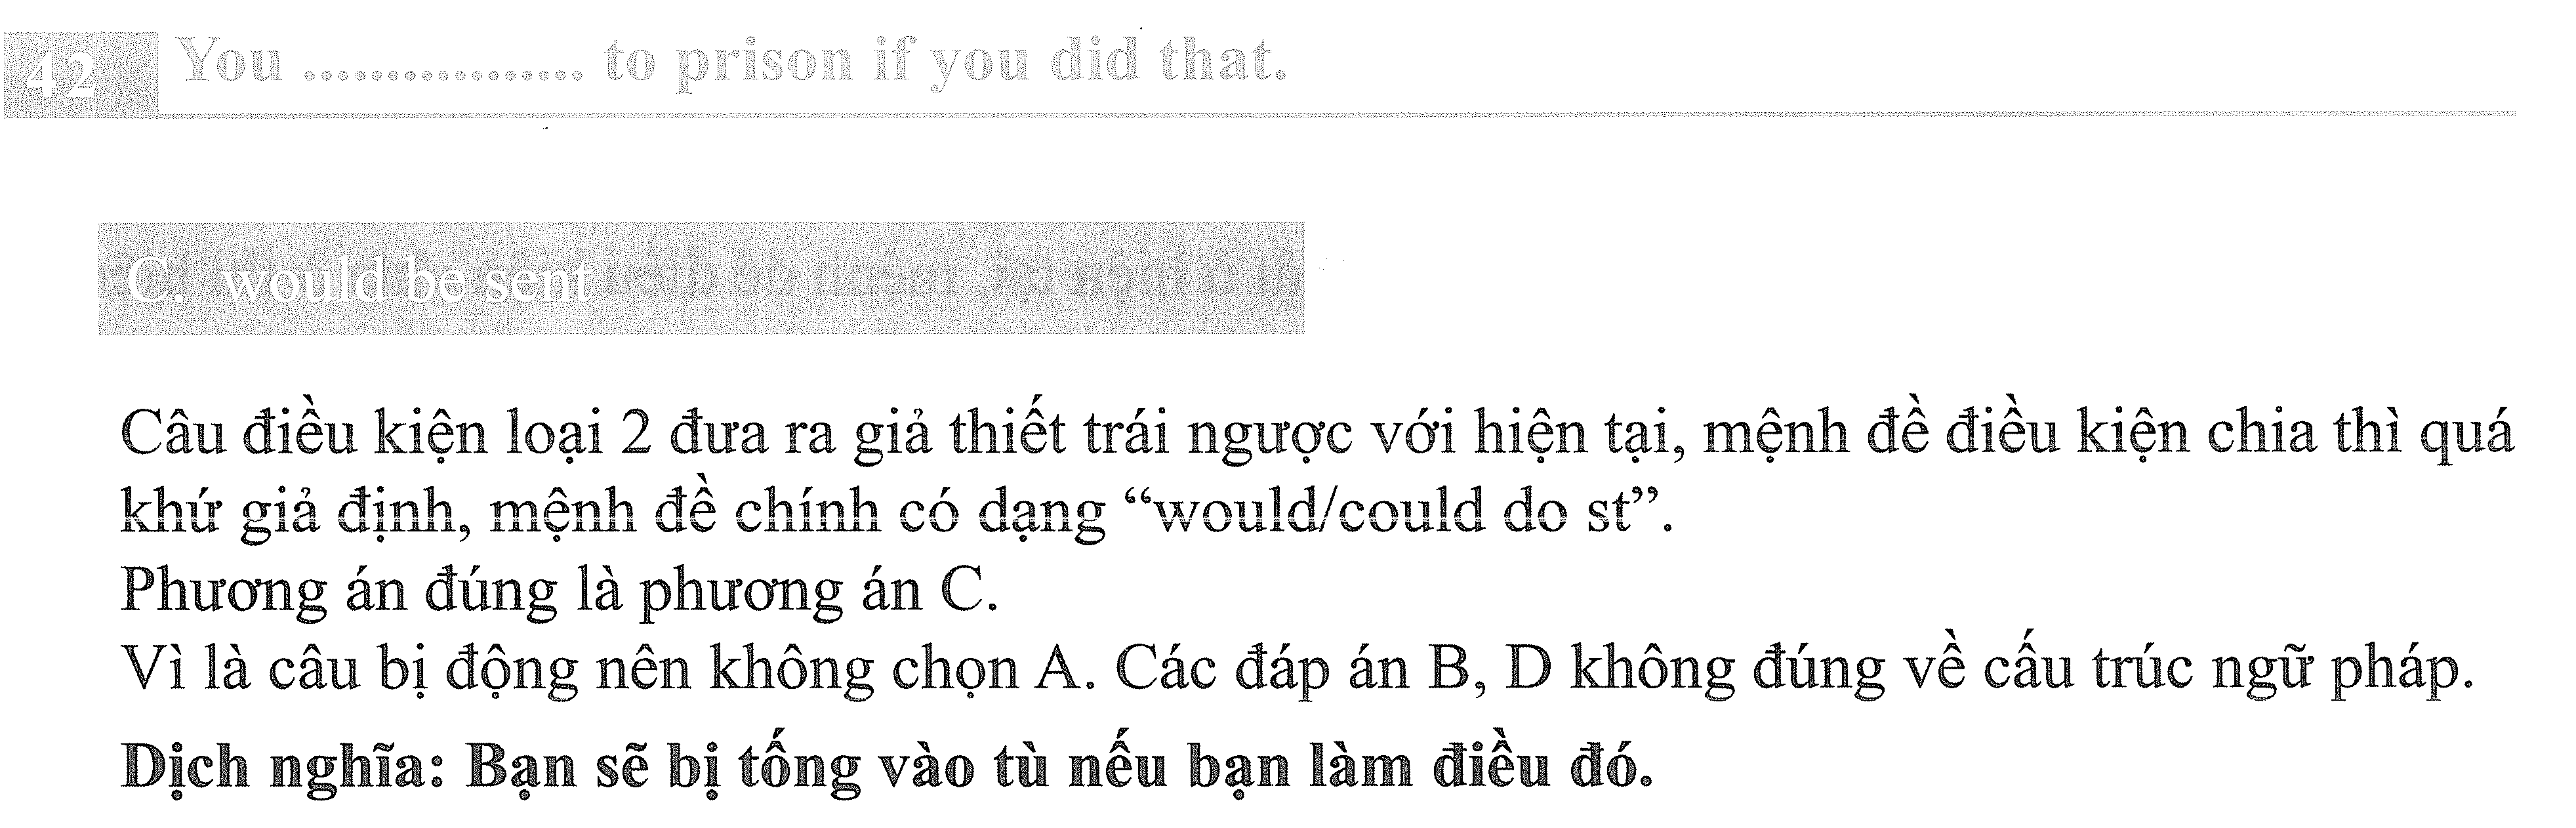 42 You ................ to prison if you did that.
C. would be sent
Câu điều kiện loại 2 đưa ra giả thiết trái ngược với hiện tại, mệnh đề điều kiện chia thì quá
khứ giả định, mệnh đề chính có dạng “would/could do st”.
Phương án đúng là phương án C.
Vì là câu bị động nên không chọn A. Các đáp án B, D không đúng về cấu trúc ngữ pháp.
Dịch nghĩa: Bạn sẽ bị tống vào tù nếu bạn làm điều đó.